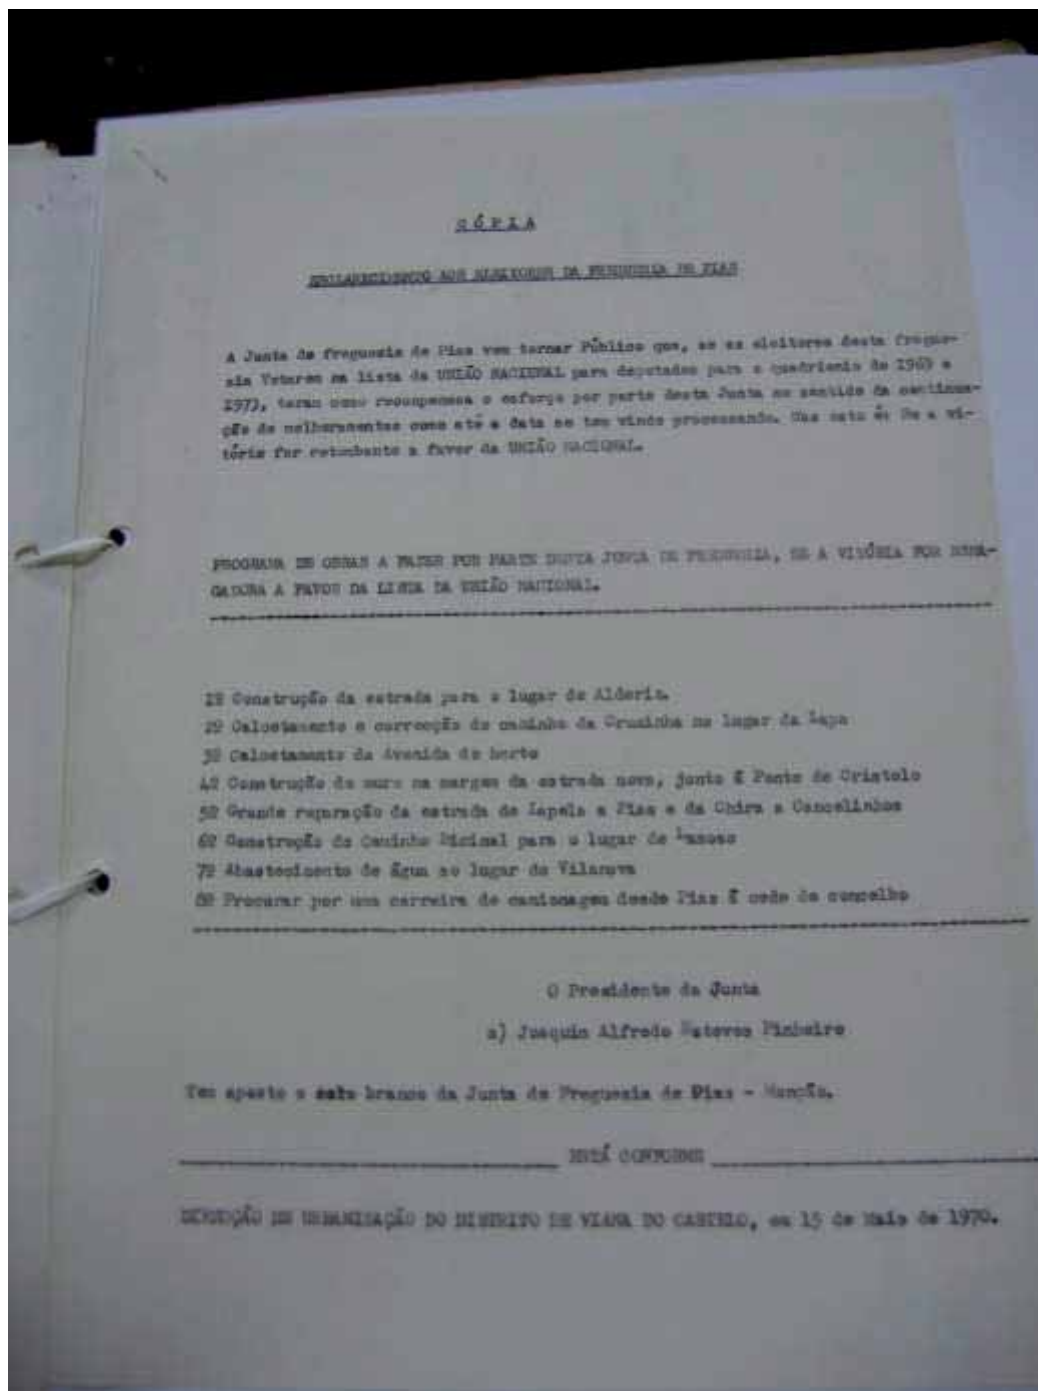 CÓPIA
ESCLARECIMENTO AOS ELEITORES DA FREGUESIA DE PIAS
A Junta de freguesia de Pias vem tornar Público que, se os eleitores desta fregue-
sia Votarem na lista da UNIÃO NACIONAL para deputados para o quadriénio de 1969 a
1973, terão como recompensa o esforço por parte desta Junta no sentido da continua-
ção de melhoramentos como até a data se tem vindo processando. Mas isto é: Se a vi-
tória for retumbante a favor da UNIÃO NACIONAL.
PROGRAMA DE OBRAS A FAZER POR PARTE DESTA JUNTA DE FREGUESIA, SE A VITÓRIA FOR ESMA-
GADORA A FAVOR DA LISTA DA UNIÃO NACIONAL.
1º Construção da estrada para o lugar de Alderiz.
2º Calcetamento e correcção do caminho da Cruzinha no lugar da Lapa
3º Calcetamento da Avenida do horto
4º Construção do muro na margem da estrada nova, junto á Ponte de Cristelo
5º Grande reparação da estrada de Lapela a Pias e da Chira a Cancelinhos
6º Construção do Caminho Vicinal para o lugar de
7º Abastecimento de água ao lugar de Vilanova
8º Procurar por uma carreira de camionagem desde Pias á sede do concelho
O Presidente da Junta
a) Joaquim Alfredo Esteves Pinheiro
Tem aposto o selo branco da Junta de Freguesia de Pias - Monção.
ESTÁ CONFORME
DIRECÇÃO DE URBANIZAÇÃO DO DISTRITO DE VIANA DO CASTELO, em 15 de Maio de 1970.